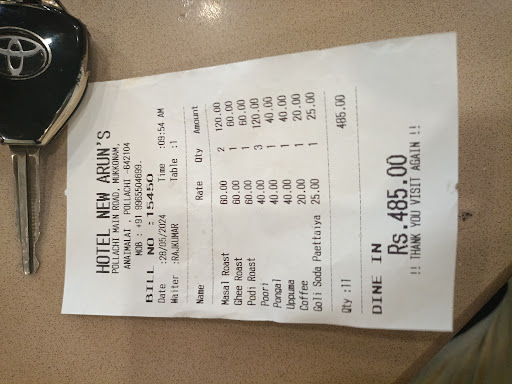 HOTEL NEW ARUN'S
POLLACHI MAIN ROAD, MUKKONAM,
ANAIMALAI , POLLACHI -642104
MOB : +91 9965504699.
BILL NO :15450
Date :28/05/2024 Time :09:54 AM
Waiter :RAJKUMAR Table :1
Name Rate Qty Amount
Masal Roast 60.00 2 120.00
Ghee Roast 60.00 1 60.00
Podi Roast 60.00 1 60.00
Poori 40.00 3 120.00
Pongal 40.00 1 40.00
Uppuma 40.00 1 40.00
Coffee 20.00 1 20.00
Goli Soda Paettaiya 25.00 1 25.00
Qty :11 485.00
DINE IN
Rs.485.00
!! THANK YOU VISIT AGAIN !!